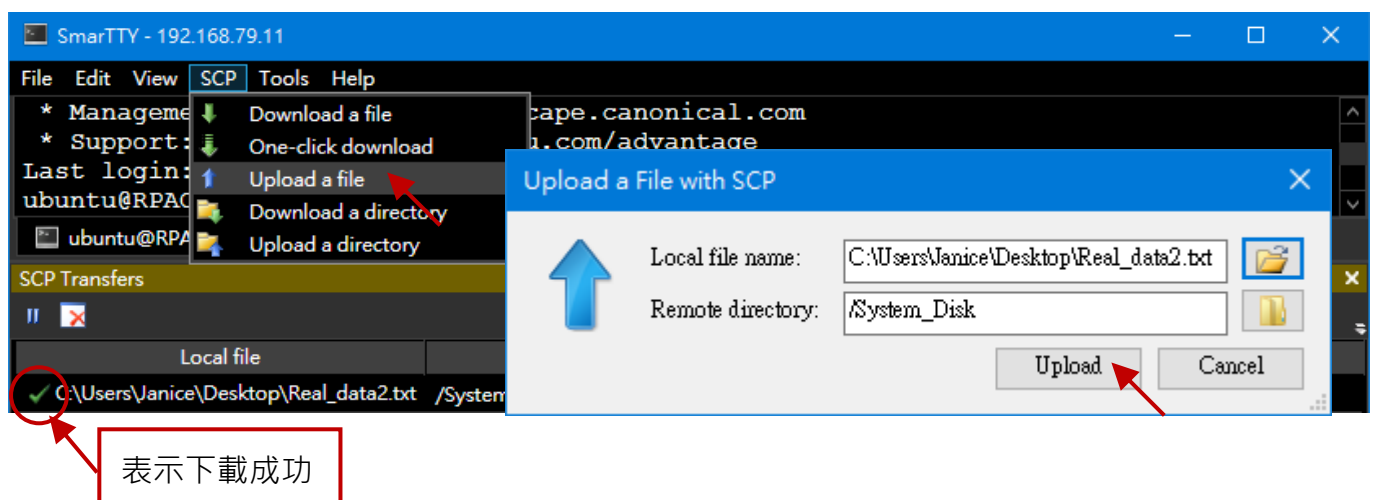 SmarTTY - 192.168.79.11
File Edit View SCP Tools Help
* Manageme
cape.canonical.com
* Support:
u.com/advantage
Last login:
ubuntu@RPAC
Download a file
One-click download
Upload a file
Download a directory
Upload a directory
ubuntu@RPA
SCP Transfers
Local file
C:\Users\Janice\Desktop\Real_data2.txt /System
Upload a File with SCP
Local file name: C:\Users\Janice\Desktop\Real_data2.txt
Remote directory: /System_Disk
Upload Cancel
表示下載成功